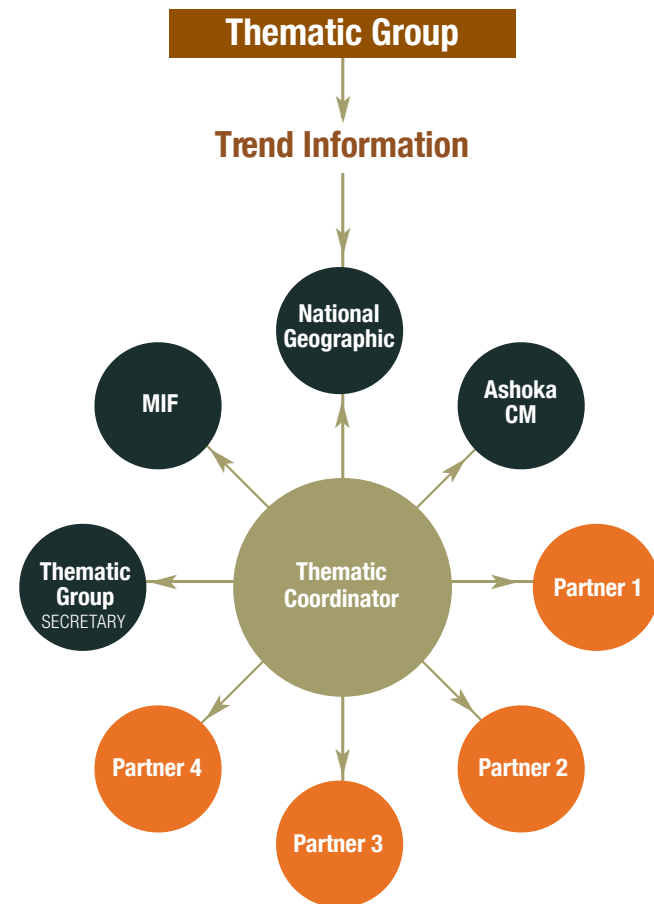 Thematic Group
Trend Information
National
Geographic
MIF
Ashoka
CM
Thematic
Group
SECRETARY
Thematic
Coordinator
Partner 1
Partner 4
Partner 2
Partner 3